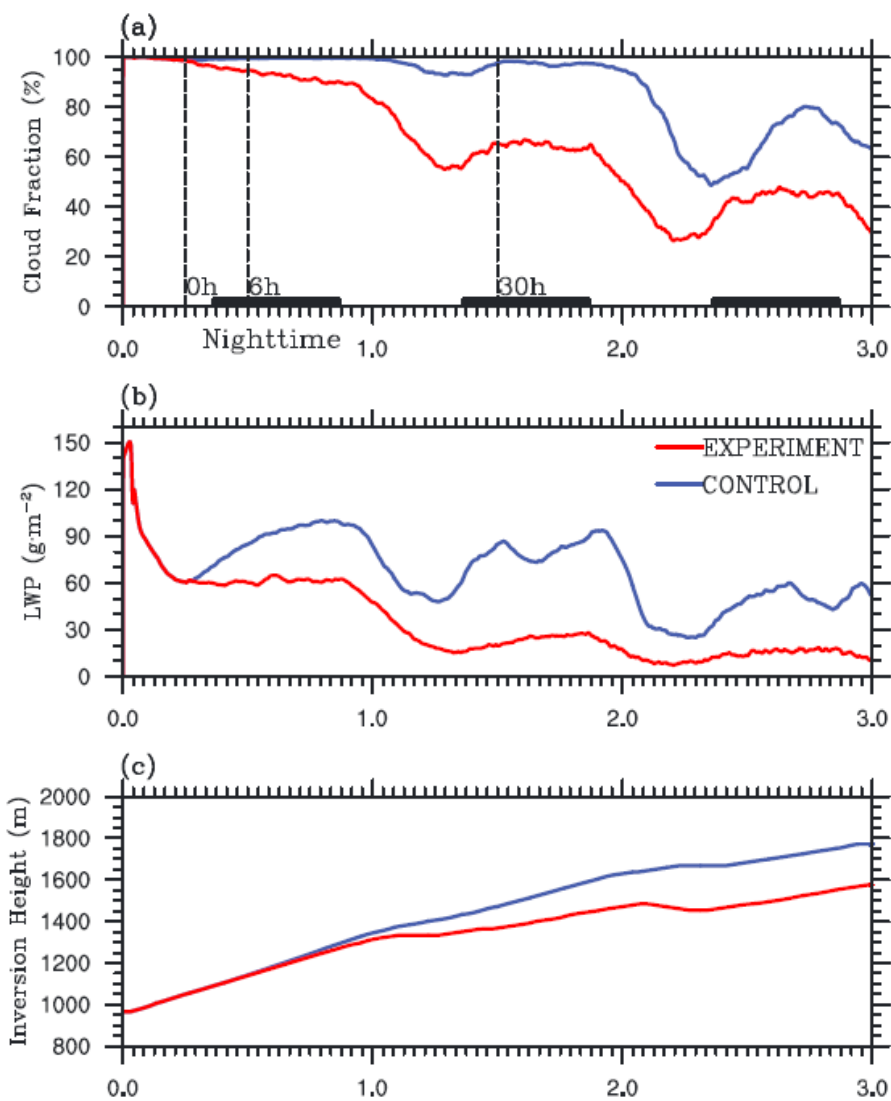 (a)
Cloud Fraction (%)
100
80
60
40
20
0
0h
6h
30h
Nighttime
0.0
1.0
2.0
3.0
(b)
LWP (g·m⁻²)
150
120
90
60
30
0
EXPERIMENT
CONTROL
0.0
1.0
2.0
3.0
(c)
Inversion Height (m)
2000
1800
1600
1400
1200
1000
800
0.0
1.0
2.0
3.0